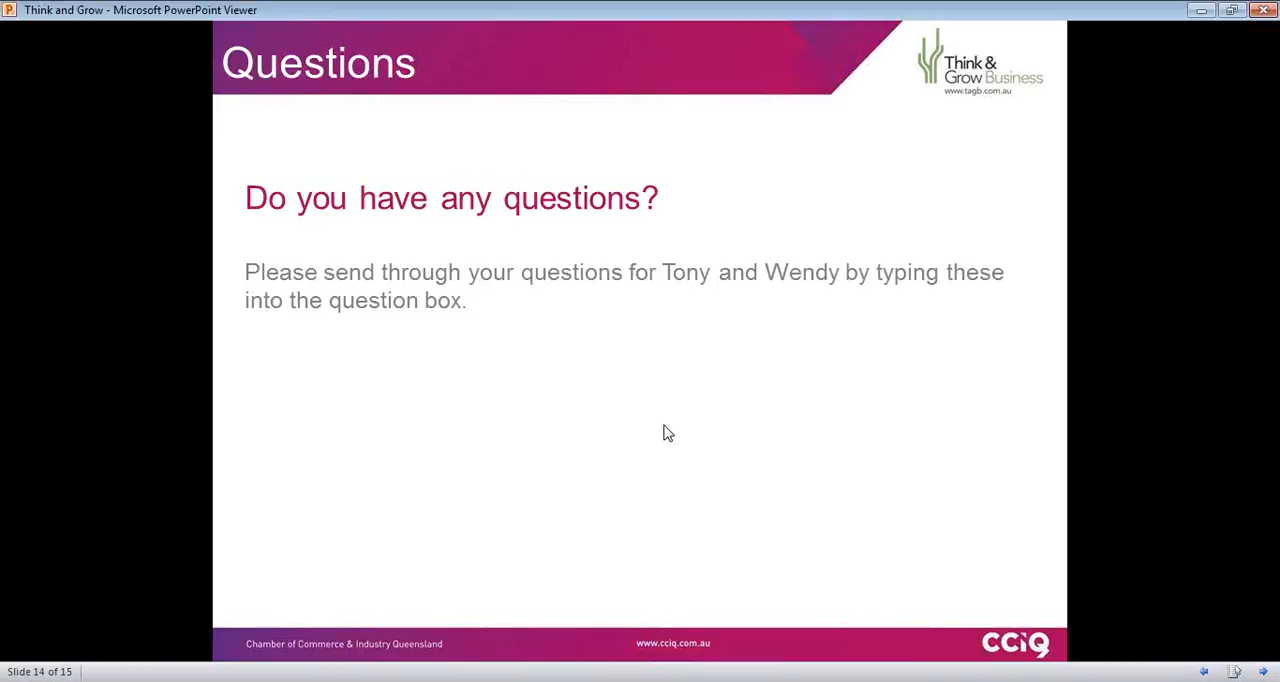 Think and Grow - Microsoft PowerPoint Viewer
Questions
Think &
Grow Business
www.tagb.com.au
Do you have any questions?
Please send through your questions for Tony and Wendy by typing these
into the question box.
Chamber of Commerce & Industry Queensland
www.cciq.com.au
CCIQ
Slide 14 of 15